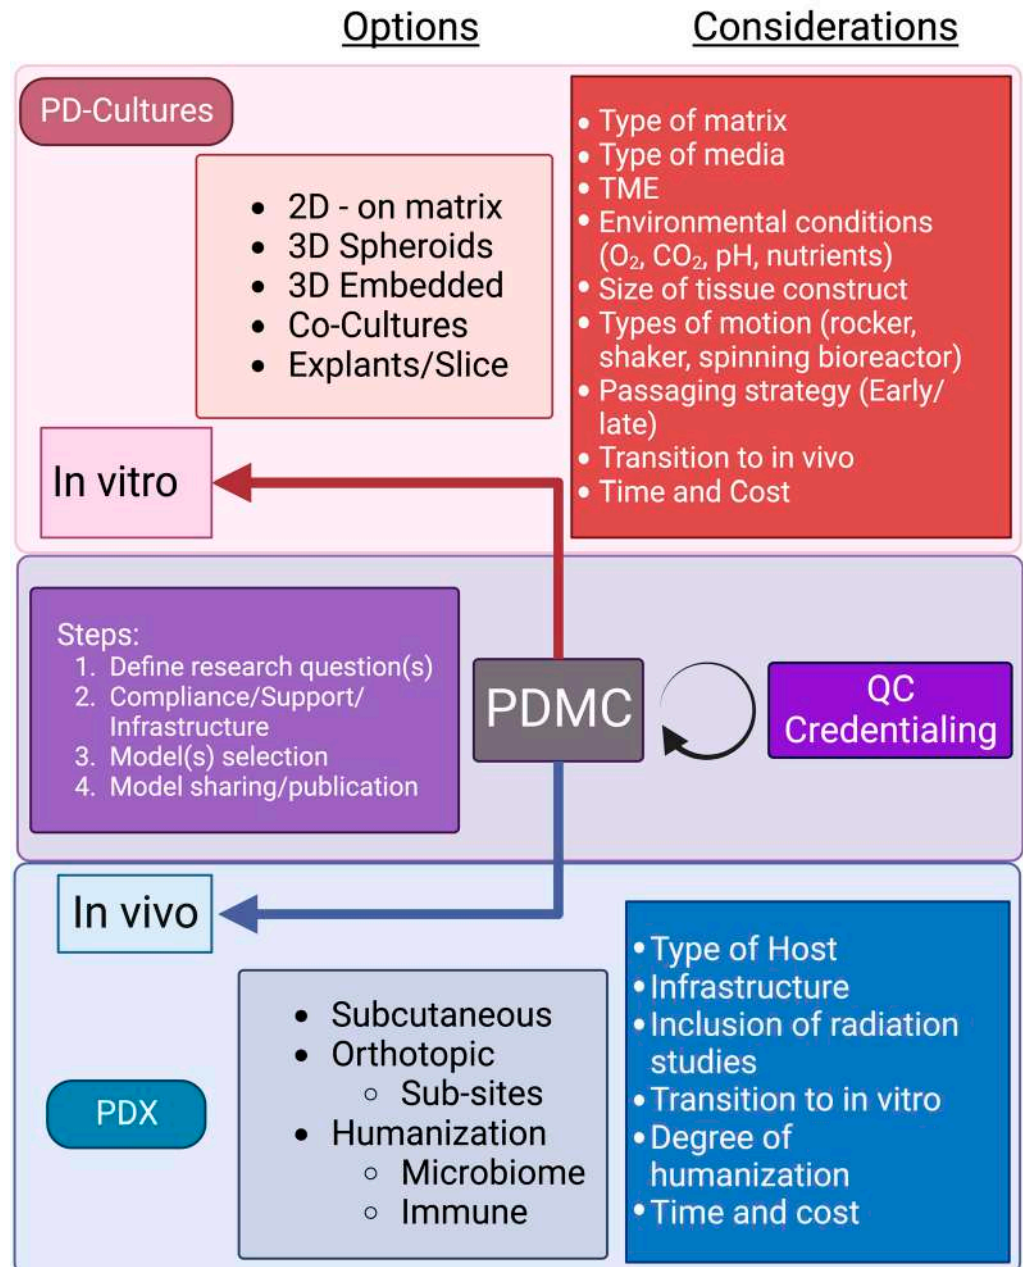 Options
Considerations
PD-Cultures
• 2D - on matrix
• 3D Spheroids
• 3D Embedded
• Co-Cultures
• Explants/Slice
• Type of matrix
• Type of media
• TME
• Environmental conditions
(O₂, CO₂, pH, nutrients)
• Size of tissue construct
• Types of motion (rocker,
shaker, spinning bioreactor)
• Passaging strategy (Early/
late)
• Transition to in vivo
• Time and Cost
In vitro
Steps:
1. Define research question(s)
2. Compliance/Support/
Infrastructure
3. Model(s) selection
4. Model sharing/publication
PDMC
QC
Credentialing
In vivo
PDX
• Subcutaneous
• Orthotopic
◦ Sub-sites
• Humanization
◦ Microbiome
◦ Immune
• Type of Host
• Infrastructure
• Inclusion of radiation
studies
• Transition to in vitro
• Degree of
humanization
• Time and cost